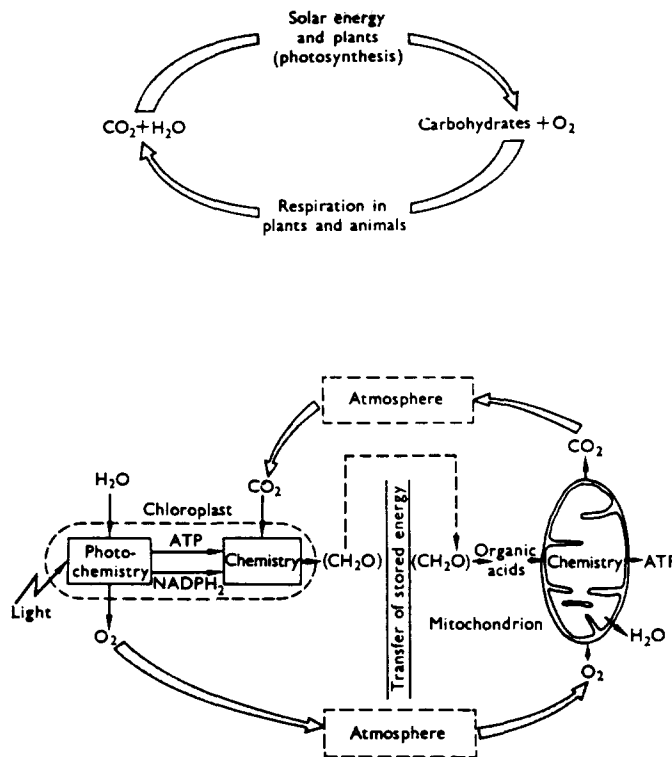 Solar energy
and plants
(photosynthesis)
CO₂+H₂O
Carbohydrates +O₂
Respiration in
plants and animals
Atmosphere
CO₂
H₂O
CO₂
Chloroplast
ATP
Photo-
chemistry
Chemistry
NADPH₂
(CH₂O)
Transfer of stored energy
(CH₂O)
Organic
acids
Chemistry
ATP
Light
Mitochondrion
H₂O
O₂
O₂
Atmosphere